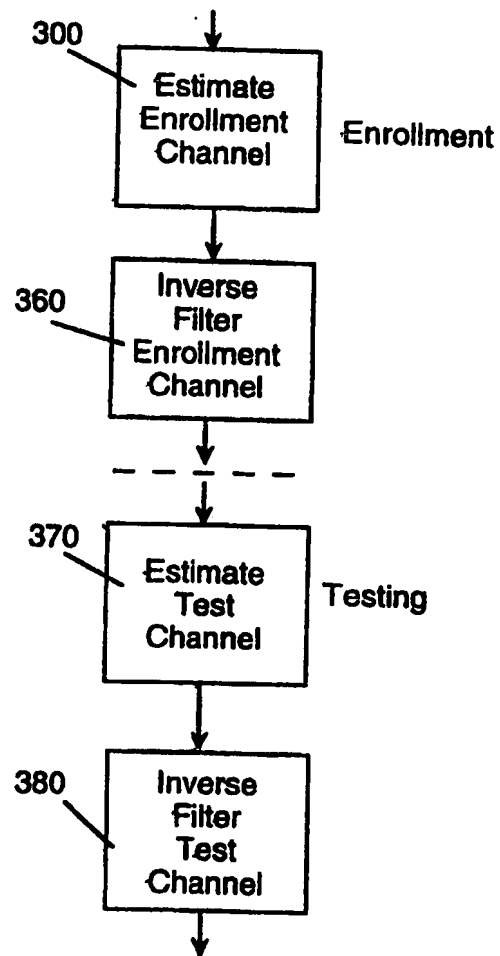 300
Estimate
Enrollment
Channel
Enrollment
360
Inverse
Filter
Enrollment
Channel
370
Estimate
Test
Channel
Testing
380
Inverse
Filter
Test
Channel